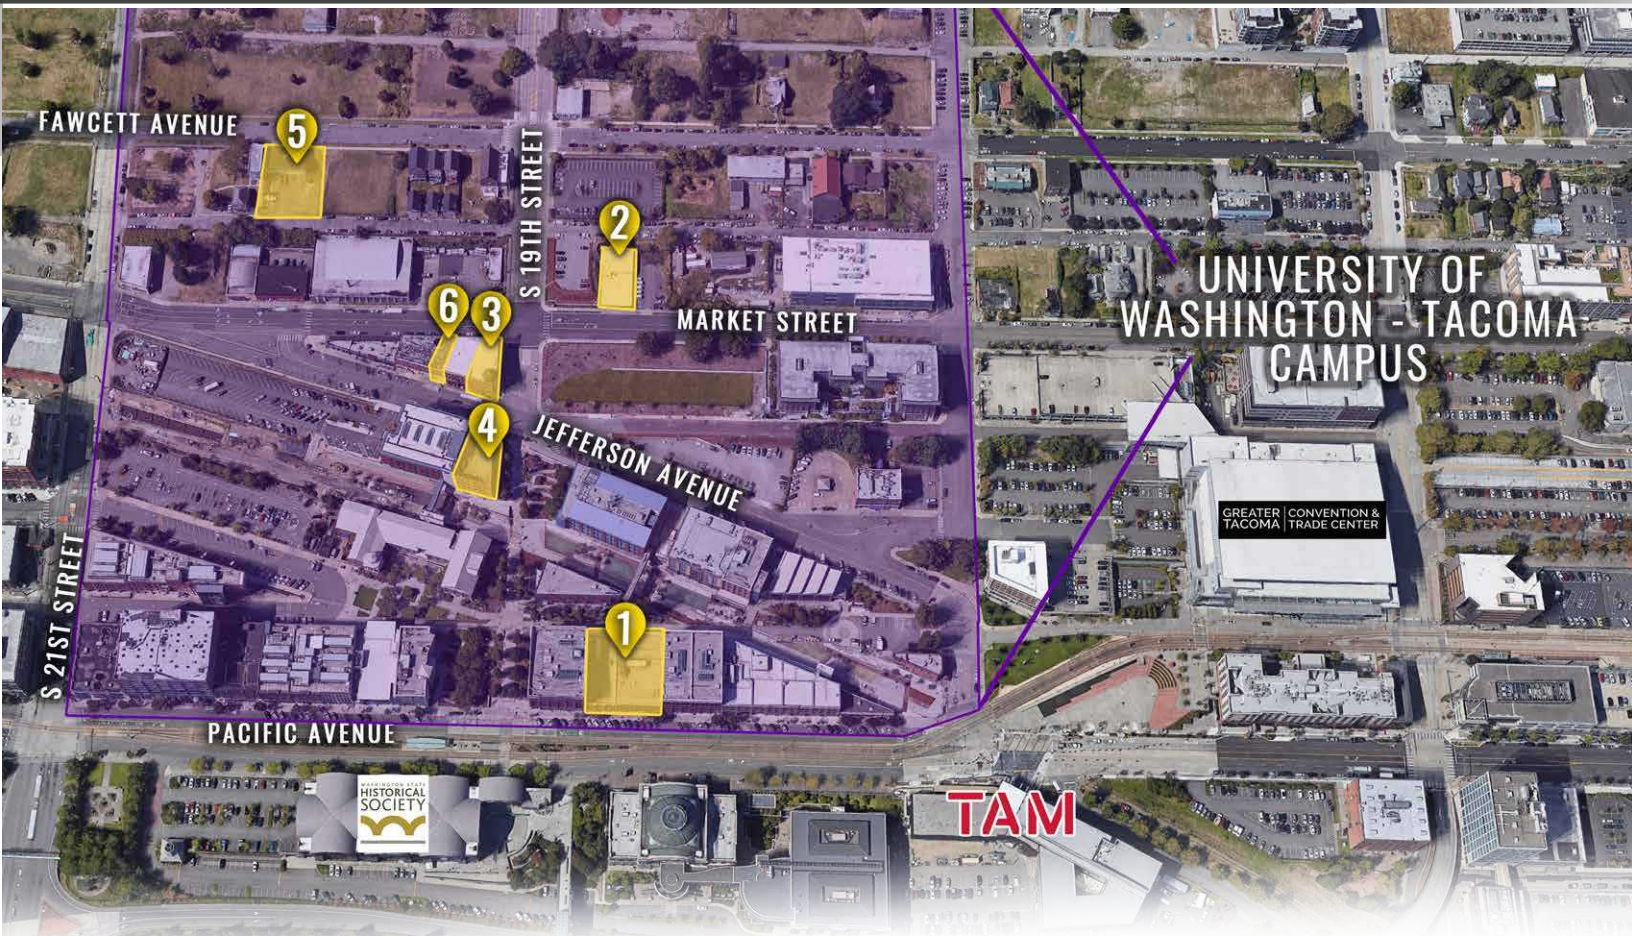 FAWCETT AVENUE
5
S 19TH STREET
2
6
3
MARKET STREET
UNIVERSITY OF
WASHINGTON - TACOMA
CAMPUS
4
JEFFERSON AVENUE
GREATER TACOMA
CONVENTION & TRADE CENTER
S 21ST STREET
1
PACIFIC AVENUE
WASHINGTON STATE
HISTORICAL
SOCIETY
TAM